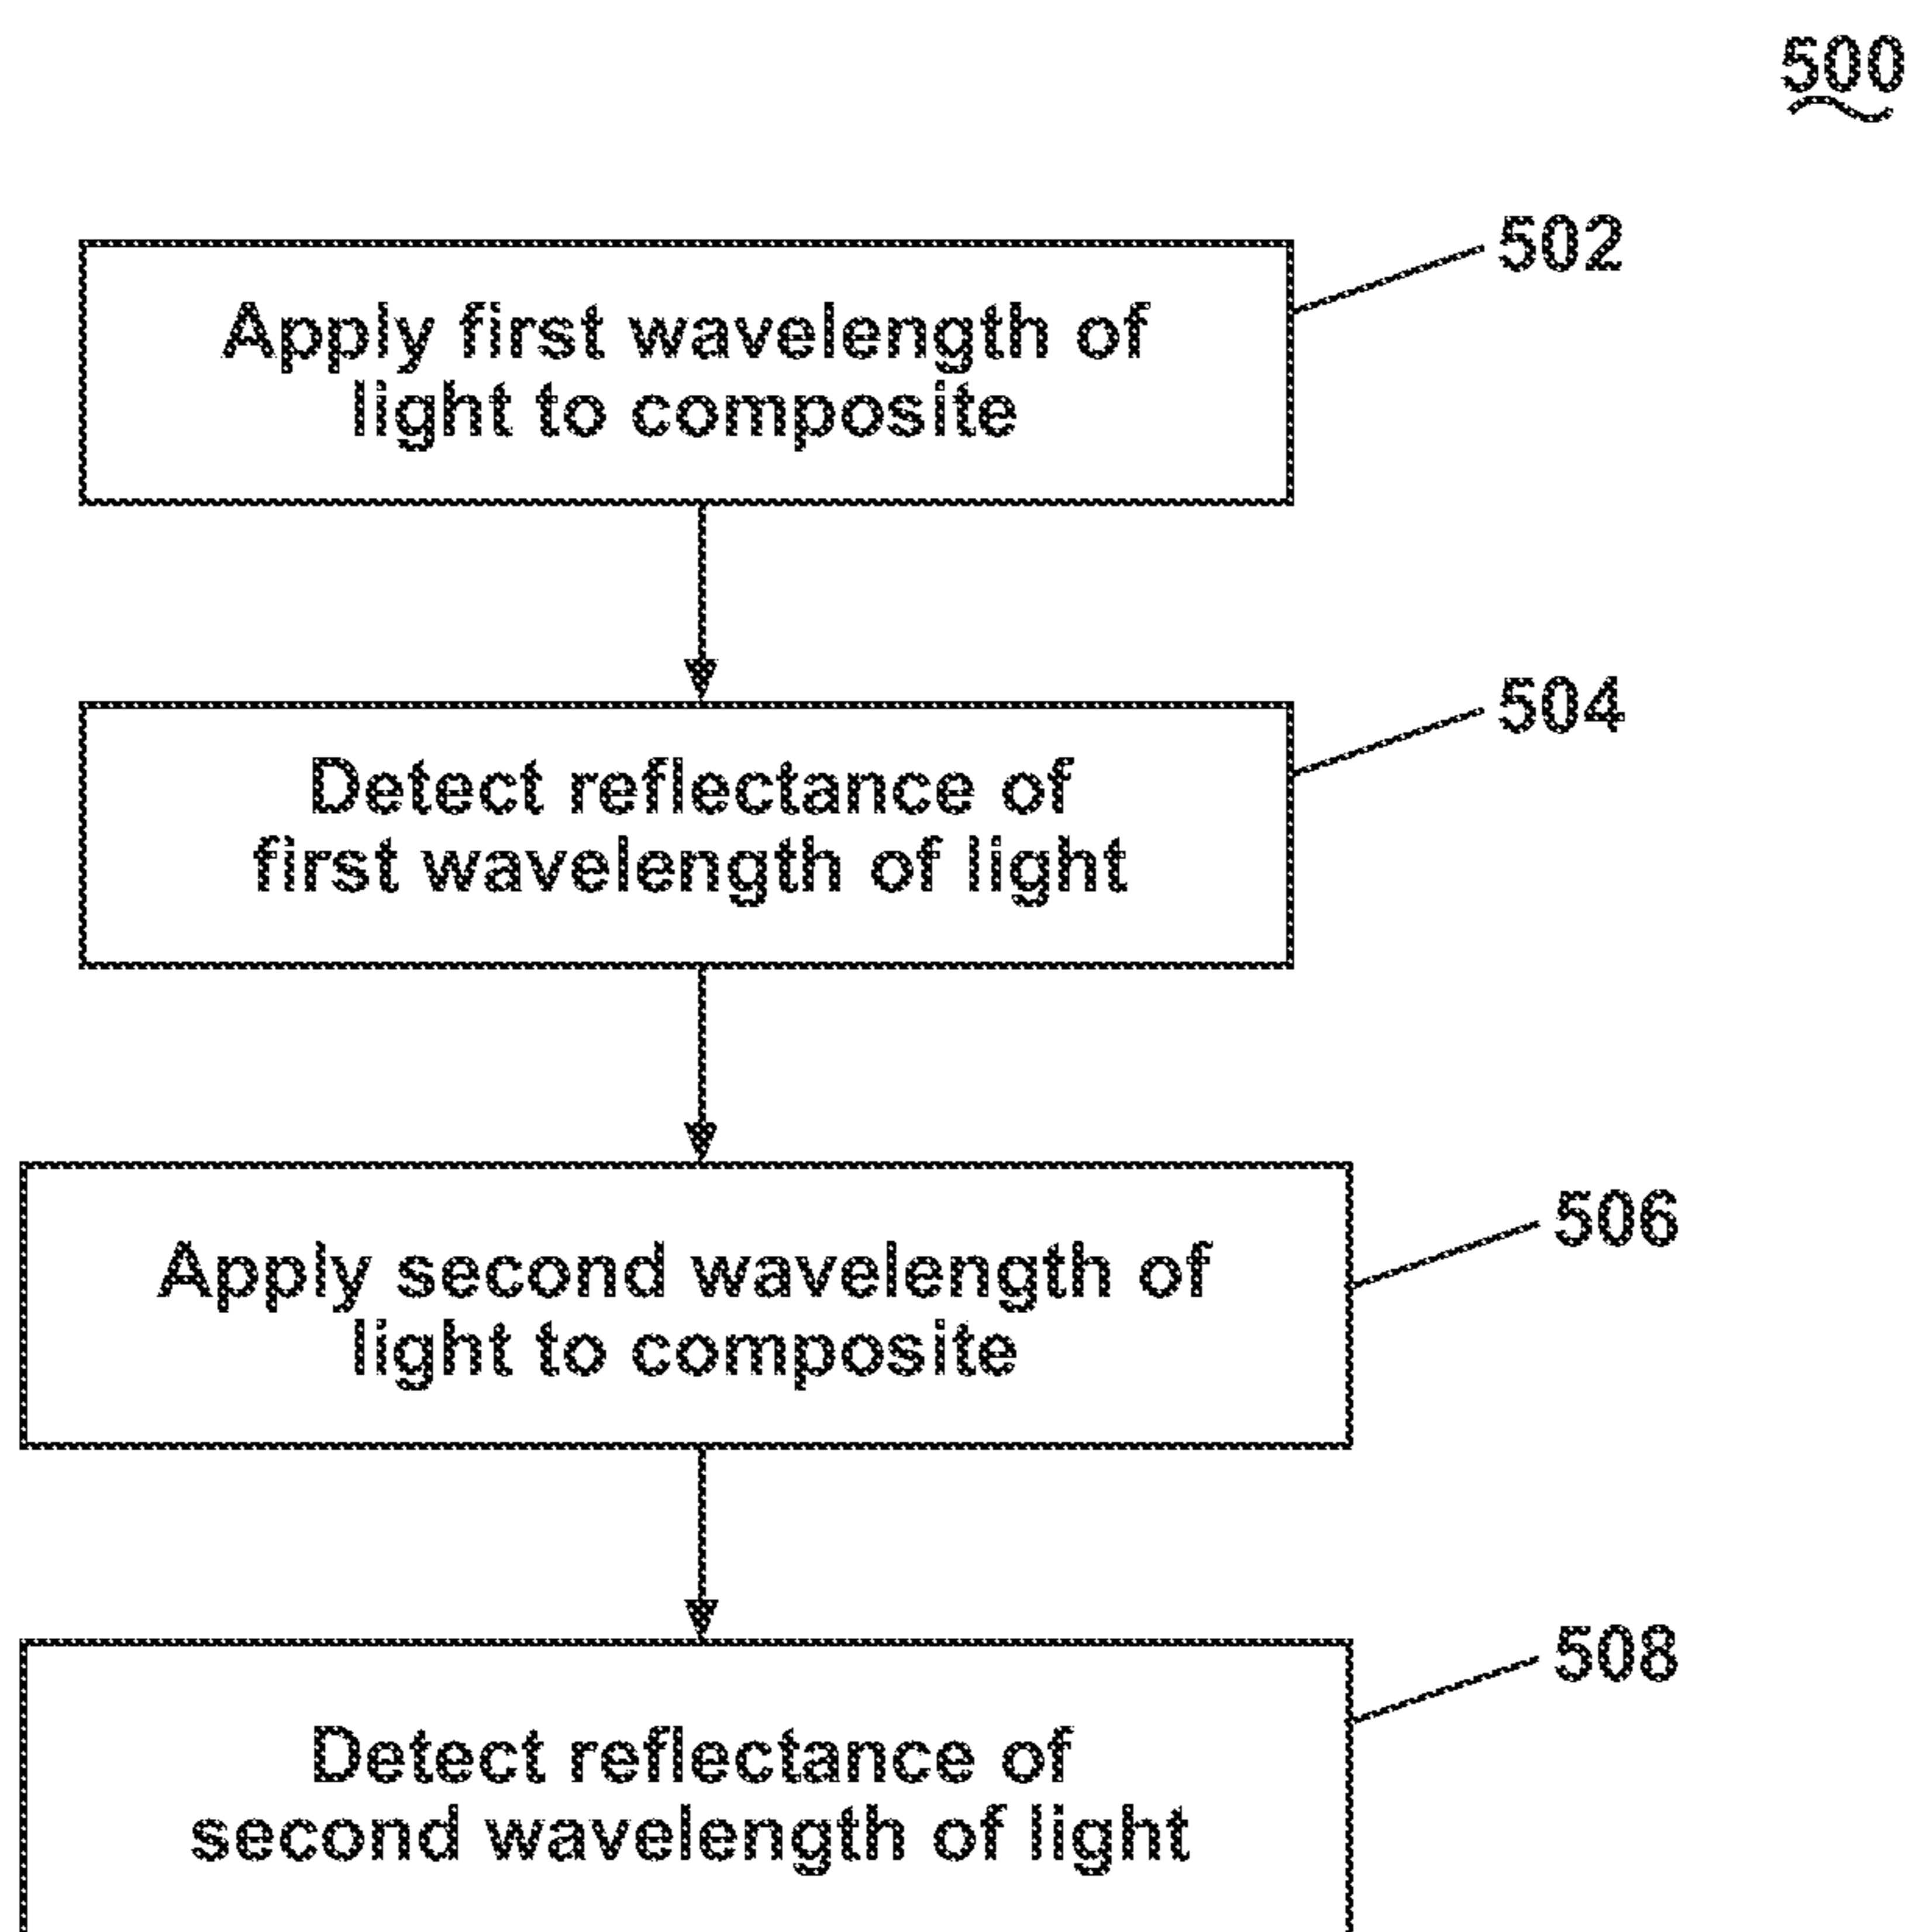 500
502
Apply first wavelength of
light to composite
504
Detect reflectance of
first wavelength of light
506
Apply second wavelength of
light to composite
508
Detect reflectance of
second wavelength of light